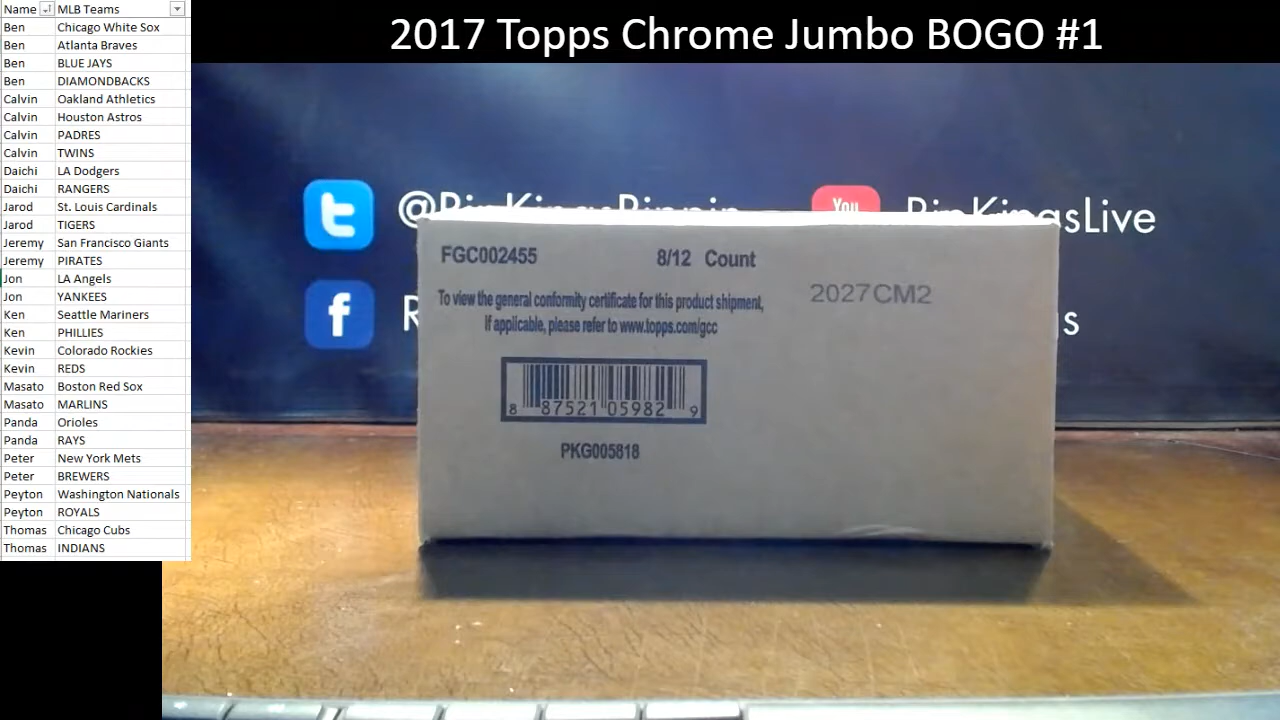 2017 Topps Chrome Jumbo BOGO #1
Name MLB Teams
Ben Chicago White Sox
Ben Atlanta Braves
Ben BLUE JAYS
Ben DIAMONDBACKS
Calvin Oakland Athletics
Calvin Houston Astros
Calvin PADRES
Calvin TWINS
Daichi LA Dodgers
Daichi RANGERS
Jarod St. Louis Cardinals
Jarod TIGERS
Jeremy San Francisco Giants
Jeremy PIRATES
Jon LA Angels
Jon YANKEES
Ken Seattle Mariners
Ken PHILLIES
Kevin Colorado Rockies
Kevin REDS
Masato Boston Red Sox
Masato MARLINS
Panda Orioles
Panda RAYS
Peter New York Mets
Peter BREWERS
Peyton Washington Nationals
Peyton ROYALS
Thomas Chicago Cubs
Thomas INDIANS
@RipKingsRippin
You RipKingsLive
f R
gs
FGC002455 8/12 Count
2027CM2
To view the general conformity certificate for this product shipment,
If applicable, please refer to www.topps.com/gcc
8 87521 05982 9
PKG005818